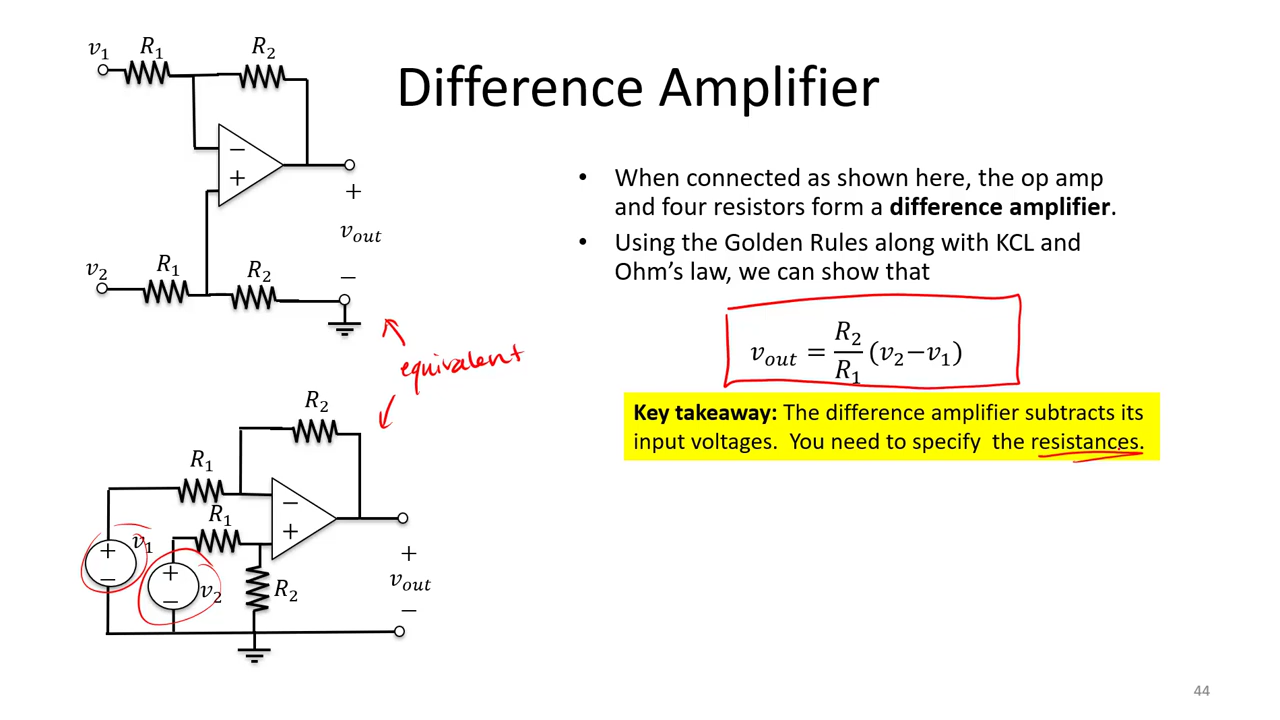 Difference Amplifier
v₁ R₁ R₂
−
+
+
v_out
−
v₂ R₁ R₂
equivalent
R₂
R₁
−
R₁
+
+ v₁
−
+
− v₂
R₂
+
v_out
−
• When connected as shown here, the op amp
and four resistors form a difference amplifier.
• Using the Golden Rules along with KCL and
Ohm's law, we can show that
v_out = R₂/R₁ (v₂−v₁)
Key takeaway: The difference amplifier subtracts its
input voltages. You need to specify the resistances.
44